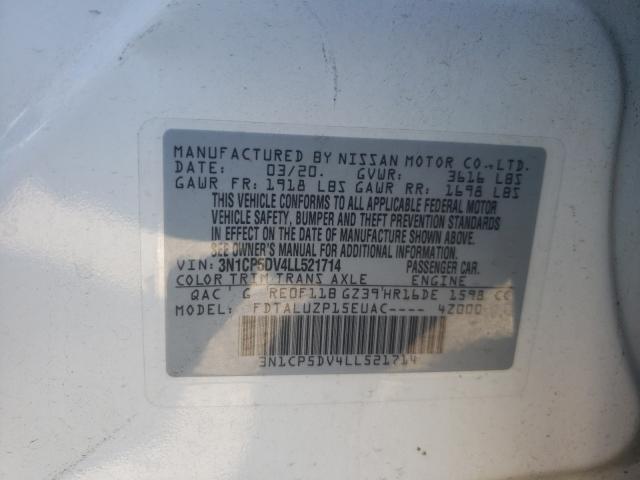 MANUFACTURED BY NISSAN MOTOR CO.,LTD.
DATE: 03/20. GVWR: 3616 LBS
GAWR FR: 1918 LBS GAWR RR: 1698 LBS
THIS VEHICLE CONFORMS TO ALL APPLICABLE FEDERAL MOTOR
VEHICLE SAFETY, BUMPER AND THEFT PREVENTION STANDARDS
IN EFFECT ON THE DATE OF MANUFACTURE SHOWN ABOVE.
SEE OWNER'S MANUAL FOR ADDITIONAL INFORMATION.
VIN: 3N1CP5DV4LL521714 PASSENGER CAR.
COLOR TRIM TRANS AXLE ENGINE
QAC G RE0F11B GZ39 HR16DE 1598 CC
MODEL: FDTALUZP15EUAC----
3N1CP5DV4LL521714